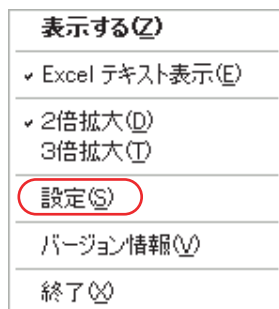 表示する(Z)
✓ Excel テキスト表示(E)
✓ 2倍拡大(D)
3倍拡大(T)
設定(S)
バージョン情報(V)
終了(X)